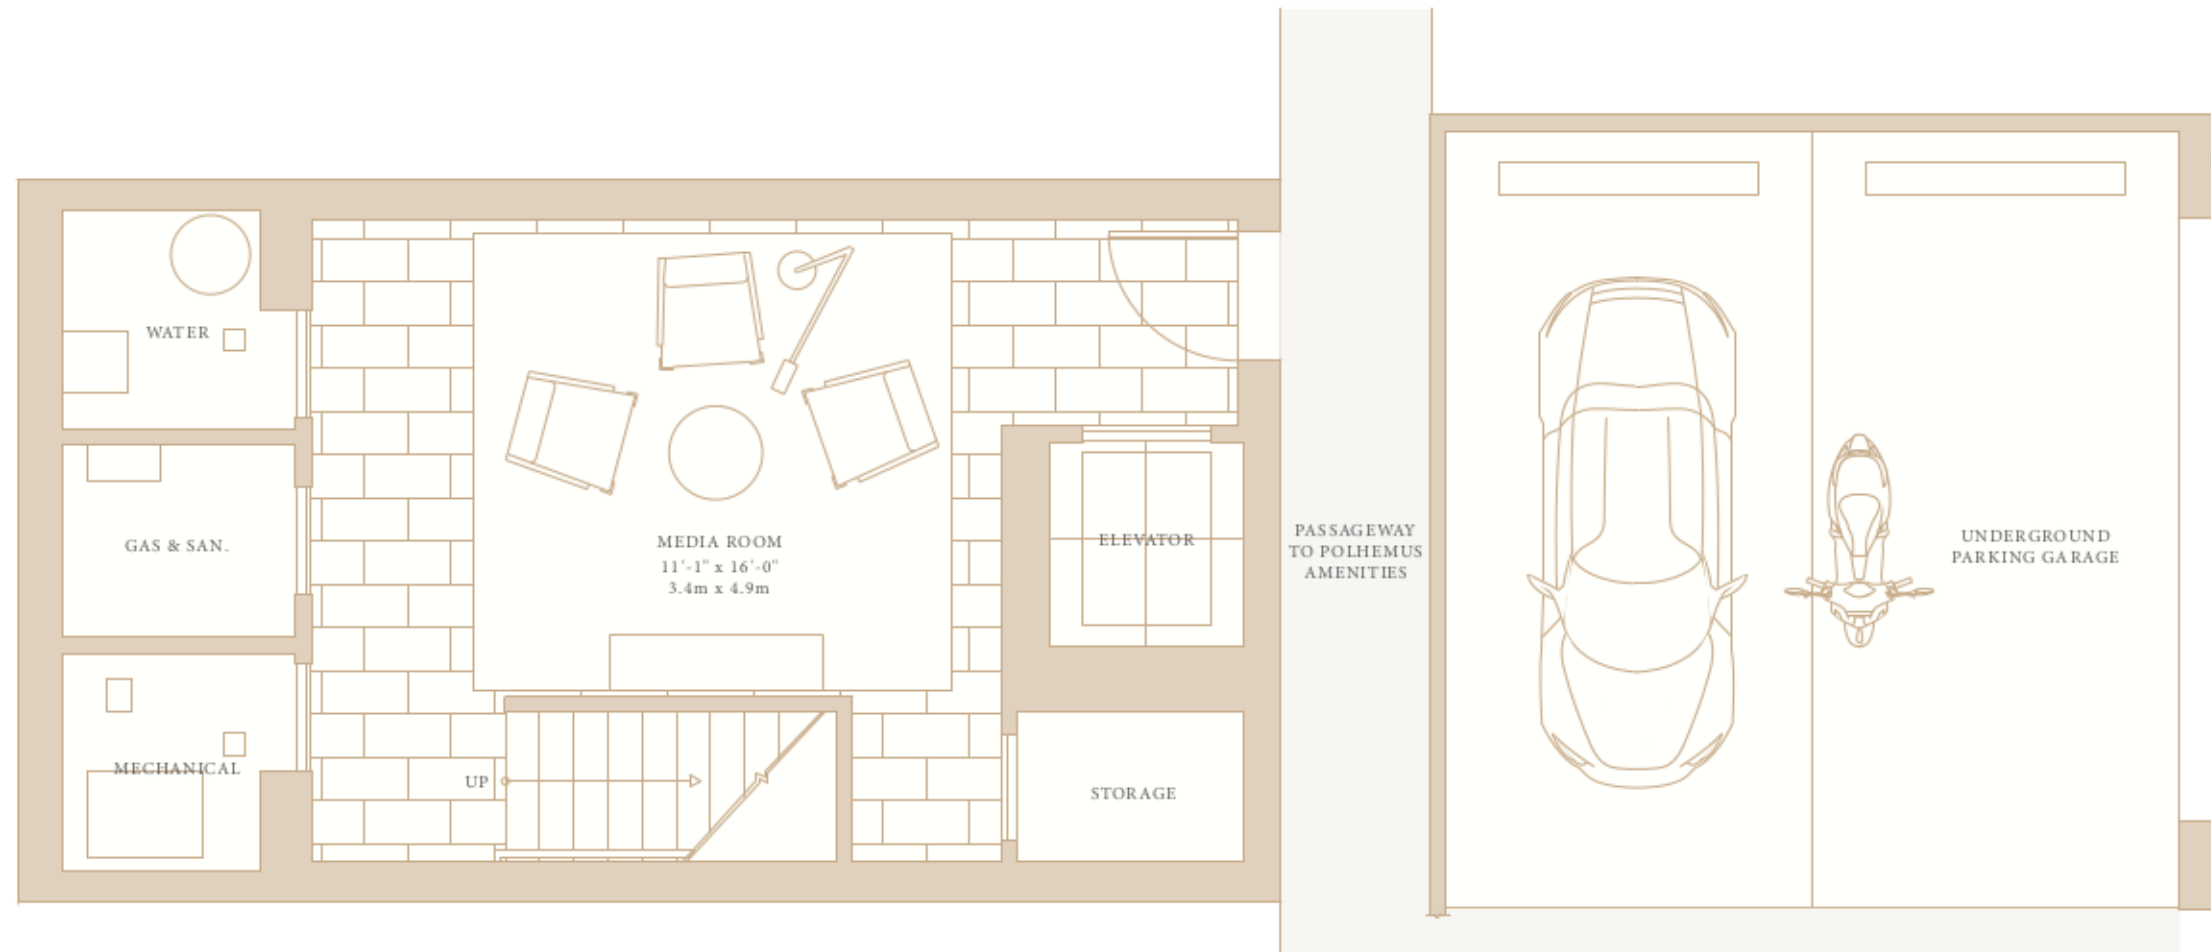 WATER
GAS & SAN.
MECHANICAL
MEDIA ROOM
11'-1" x 16'-0"
3.4m x 4.9m
UP
ELEVATOR
STORAGE
PASSAGEWAY
TO POLHEMUS
AMENITIES
UNDERGROUND
PARKING GARAGE